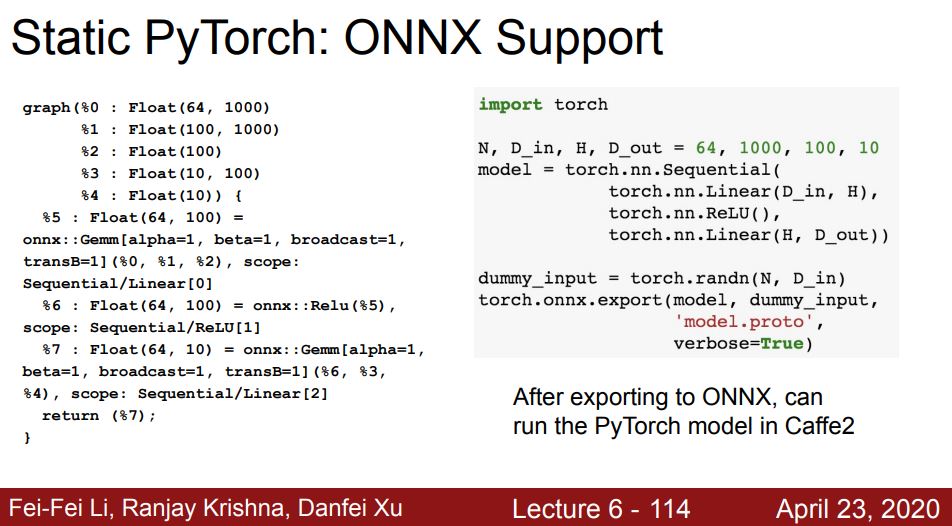 Static PyTorch: ONNX Support
graph(%0 : Float(64, 1000)
%1 : Float(100, 1000)
%2 : Float(100)
%3 : Float(10, 100)
%4 : Float(10)) {
%5 : Float(64, 100) =
onnx::Gemm[alpha=1, beta=1, broadcast=1,
transB=1](%0, %1, %2), scope:
Sequential/Linear[0]
%6 : Float(64, 100) = onnx::Relu(%5),
scope: Sequential/ReLU[1]
%7 : Float(64, 10) = onnx::Gemm[alpha=1,
beta=1, broadcast=1, transB=1](%6, %3,
%4), scope: Sequential/Linear[2]
return (%7);
}
import torch
N, D_in, H, D_out = 64, 1000, 100, 10
model = torch.nn.Sequential(
torch.nn.Linear(D_in, H),
torch.nn.ReLU(),
torch.nn.Linear(H, D_out))
dummy_input = torch.randn(N, D_in)
torch.onnx.export(model, dummy_input,
'model.proto',
verbose=True)
After exporting to ONNX, can
run the PyTorch model in Caffe2
Fei-Fei Li, Ranjay Krishna, Danfei Xu
Lecture 6 - 114
April 23, 2020